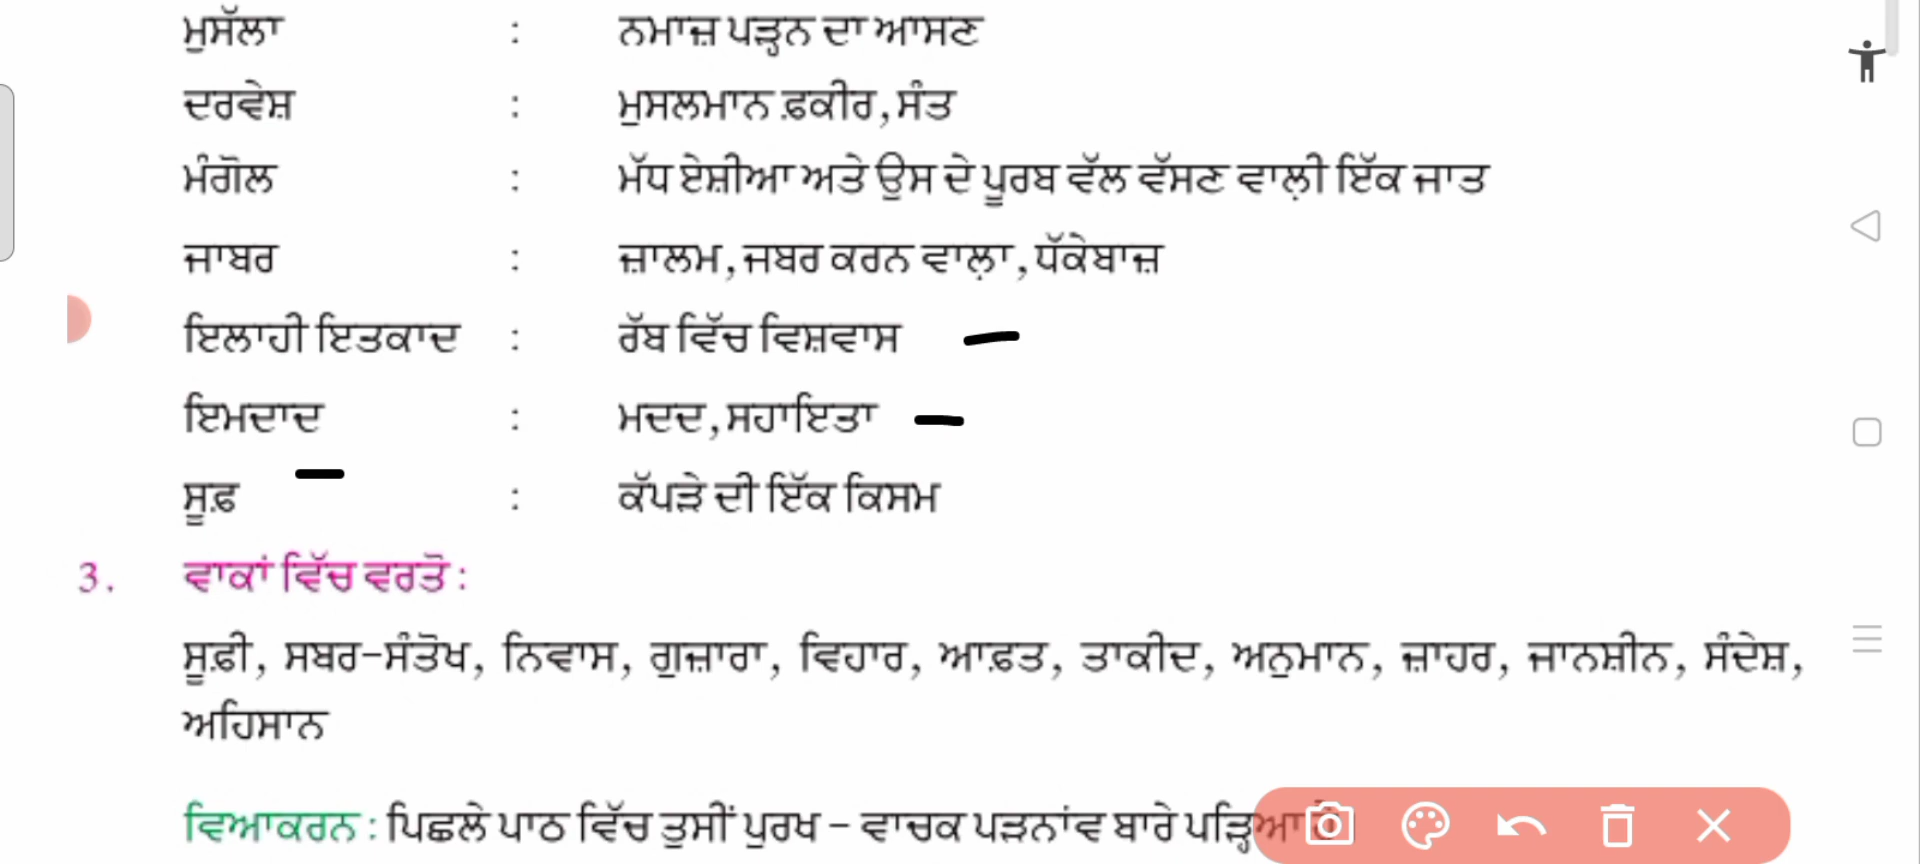 ਮੁਸੱਲਾ : ਨਮਾਜ਼ ਪੜ੍ਹਨ ਦਾ ਆਸਣ
ਦਰਵੇਸ਼ : ਮੁਸਲਮਾਨ ਫ਼ਕੀਰ, ਸੰਤ
ਮੰਗੋਲ : ਮੱਧ ਏਸ਼ੀਆ ਅਤੇ ਉਸ ਦੇ ਪੂਰਬ ਵੱਲ ਵੱਸਣ ਵਾਲ਼ੀ ਇੱਕ ਜਾਤ
ਜਾਬਰ : ਜ਼ਾਲਮ, ਜਬਰ ਕਰਨ ਵਾਲ਼ਾ, ਧੱਕੇਬਾਜ਼
ਇਲਾਹੀ ਇਤਕਾਦ : ਰੱਬ ਵਿੱਚ ਵਿਸ਼ਵਾਸ
ਇਮਦਾਦ : ਮਦਦ, ਸਹਾਇਤਾ
ਸੂਫ਼ : ਕੱਪੜੇ ਦੀ ਇੱਕ ਕਿਸਮ
3. ਵਾਕਾਂ ਵਿੱਚ ਵਰਤੋ :
ਸੂਫ਼ੀ, ਸਬਰ-ਸੰਤੋਖ, ਨਿਵਾਸ, ਗੁਜ਼ਾਰਾ, ਵਿਹਾਰ, ਆਫ਼ਤ, ਤਾਕੀਦ, ਅਨੁਮਾਨ, ਜ਼ਾਹਰ, ਜਾਨਸ਼ੀਨ, ਸੰਦੇਸ਼,
ਅਹਿਸਾਨ
ਵਿਆਕਰਨ : ਪਿਛਲੇ ਪਾਠ ਵਿੱਚ ਤੁਸੀਂ ਪੁਰਖ - ਵਾਚਕ ਪੜਨਾਂਵ ਬਾਰੇ ਪੜ੍ਹਿਆ